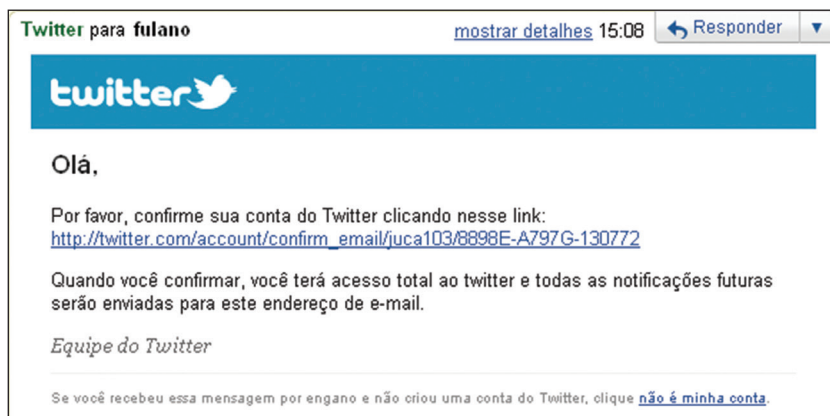 Twitter para fulano mostrar detalhes 15:08 Responder
twitter
Olá,
Por favor, confirme sua conta do Twitter clicando nesse link:
http://twitter.com/account/confirm_email/juca103/8898E-A797G-130772
Quando você confirmar, você terá acesso total ao twitter e todas as notificações futuras
serão enviadas para este endereço de e-mail.
Equipe do Twitter
Se você recebeu essa mensagem por engano e não criou uma conta do Twitter, clique não é minha conta.